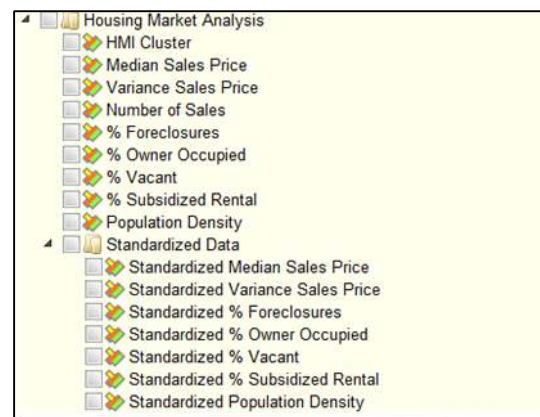 Housing Market Analysis
HMI Cluster
Median Sales Price
Variance Sales Price
Number of Sales
% Foreclosures
% Owner Occupied
% Vacant
% Subsidized Rental
Population Density
Standardized Data
Standardized Median Sales Price
Standardized Variance Sales Price
Standardized % Foreclosures
Standardized % Owner Occupied
Standardized % Vacant
Standardized % Subsidized Rental
Standardized Population Density